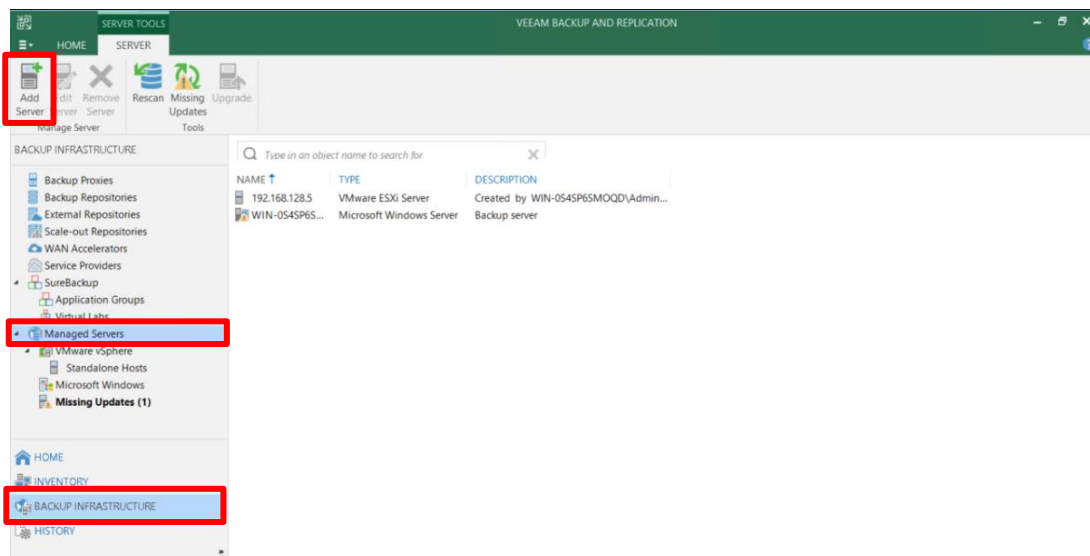 SERVER TOOLS
VEEAM BACKUP AND REPLICATION
HOME SERVER
Add Server
Edit Server
Remove Server
Rescan
Missing Updates
Upgrade
Manage Server
Tools
BACKUP INFRASTRUCTURE
Type in an object name to search for
Backup Proxies
Backup Repositories
External Repositories
Scale-out Repositories
WAN Accelerators
Service Providers
SureBackup
Application Groups
Virtual Labs
Managed Servers
VMware vSphere
Standalone Hosts
Microsoft Windows
Missing Updates (1)
NAME TYPE DESCRIPTION
192.168.128.5 VMware ESXi Server Created by WIN-0S4SP6SMOQD\Admin...
WIN-0S4SP6S... Microsoft Windows Server Backup server
HOME
INVENTORY
BACKUP INFRASTRUCTURE
HISTORY